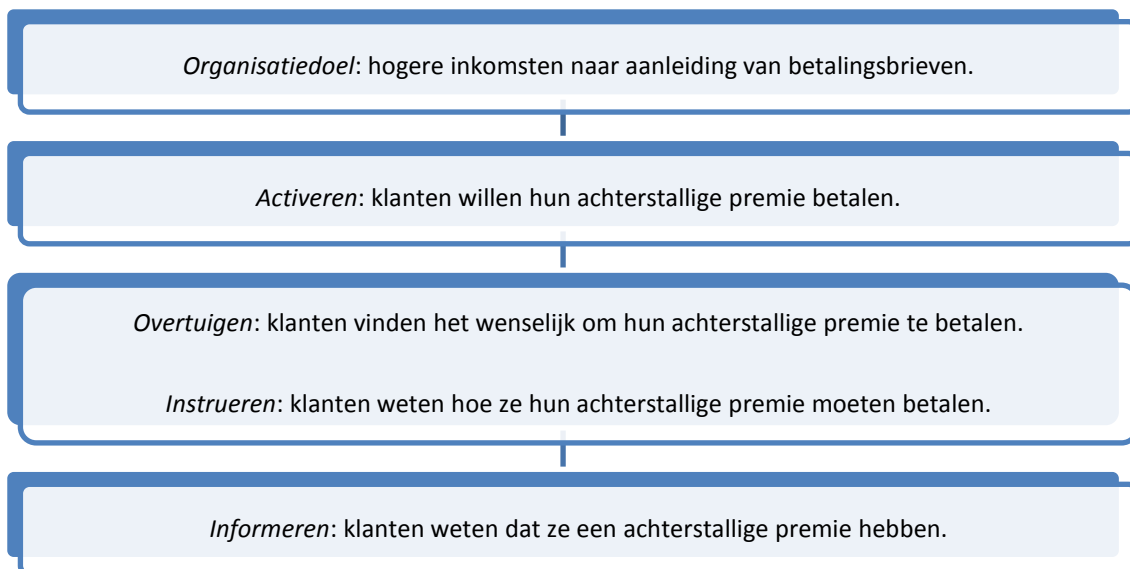 Organisatiedoel: hogere inkomsten naar aanleiding van betalingsbrieven.
Activeren: klanten willen hun achterstallige premie betalen.
Overtuigen: klanten vinden het wenselijk om hun achterstallige premie te betalen.
Instrueren: klanten weten hoe ze hun achterstallige premie moeten betalen.
Informeren: klanten weten dat ze een achterstallige premie hebben.